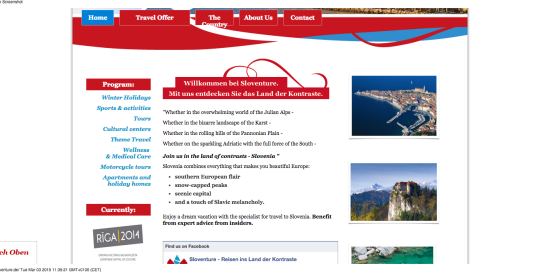 Screenshot
Home
Travel Offer
The
Country
About Us
Contact
Program:
Winter Holidays
Sports & activities
Tours
Cultural centers
Theme Travel
Wellness
& Medical Care
Motorcycle tours
Apartments and
holiday homes
Currently:
RĪGA 2014
Willkommen bei Sloventure.
Mit uns entdecken Sie das Land der Kontraste.
"Whether in the overwhelming world of the Julian Alps -
Whether in the bizarre landscape of the Karst -
Whether in the rolling hills of the Pannonian Plain -
Whether on the sparkling Adriatic with the full force of the South -
Join us in the land of contrasts - Slovenia "
Slovenia combines everything that makes you beautiful Europe:
southern European flair
snow-capped peaks
scenic capital
and a touch of Slavic melancholy.
Enjoy a dream vacation with the specialist for travel to Slovenia. Benefit
from expert advice from insiders.
Find us on Facebook
Sloventure - Reisen ins Land der Kontraste
ch Oben
venture.de/ Tue Mar 03 2015 11:39:21 GMT+0100 (CET)